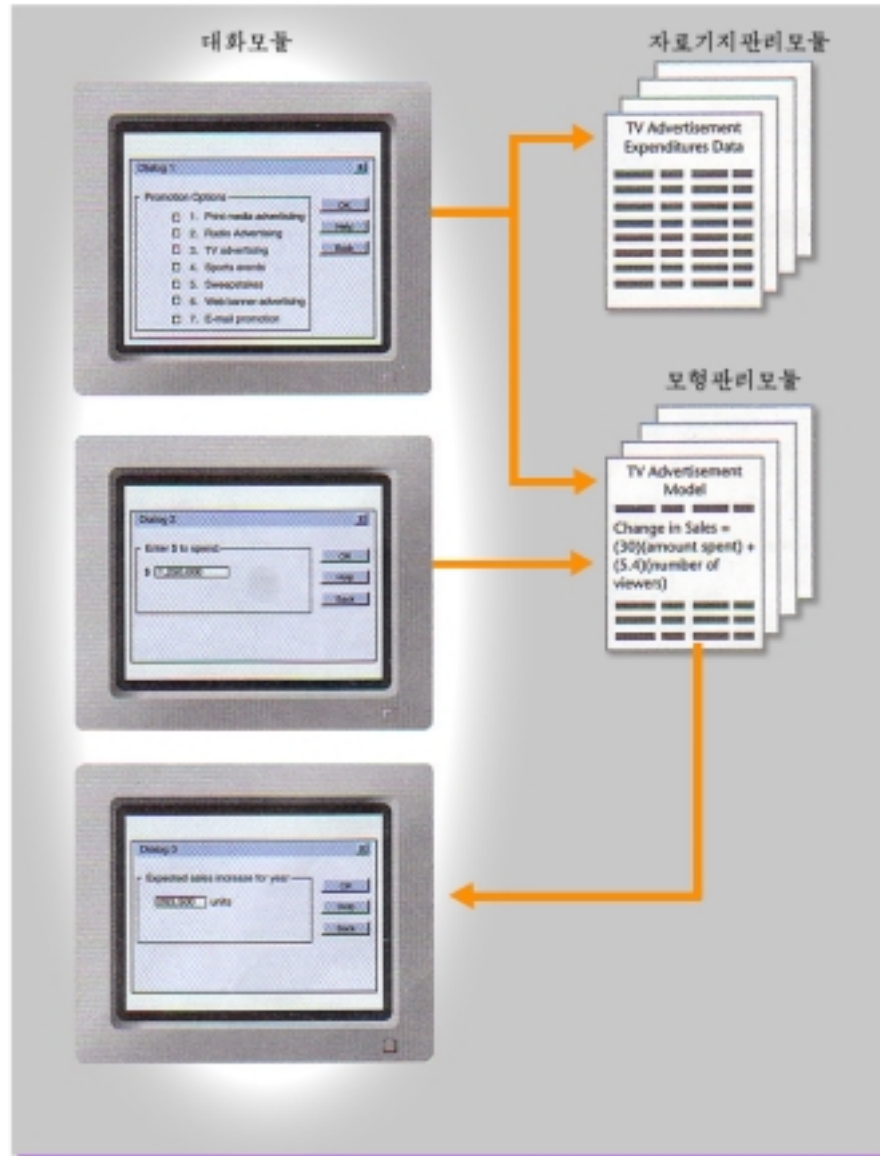 대화모듈
자료기지관리모듈
Dialog 1
Promotion Options
1. Print media advertising
2. Radio Advertising
3. TV advertising
4. Sports events
5. Sweepstakes
6. Web banner advertising
7. E-mail promotion
OK
Help
Back
TV Advertisement
Expenditures Data
모형관리모듈
TV Advertisement
Model
Change in Sales =
(30)(amount spent) +
(5.4)(number of
viewers)
Dialog 2
Enter $ to spend
$
OK
Help
Back
Dialog 3
Expected sales increase for year
units
OK
Help
Back